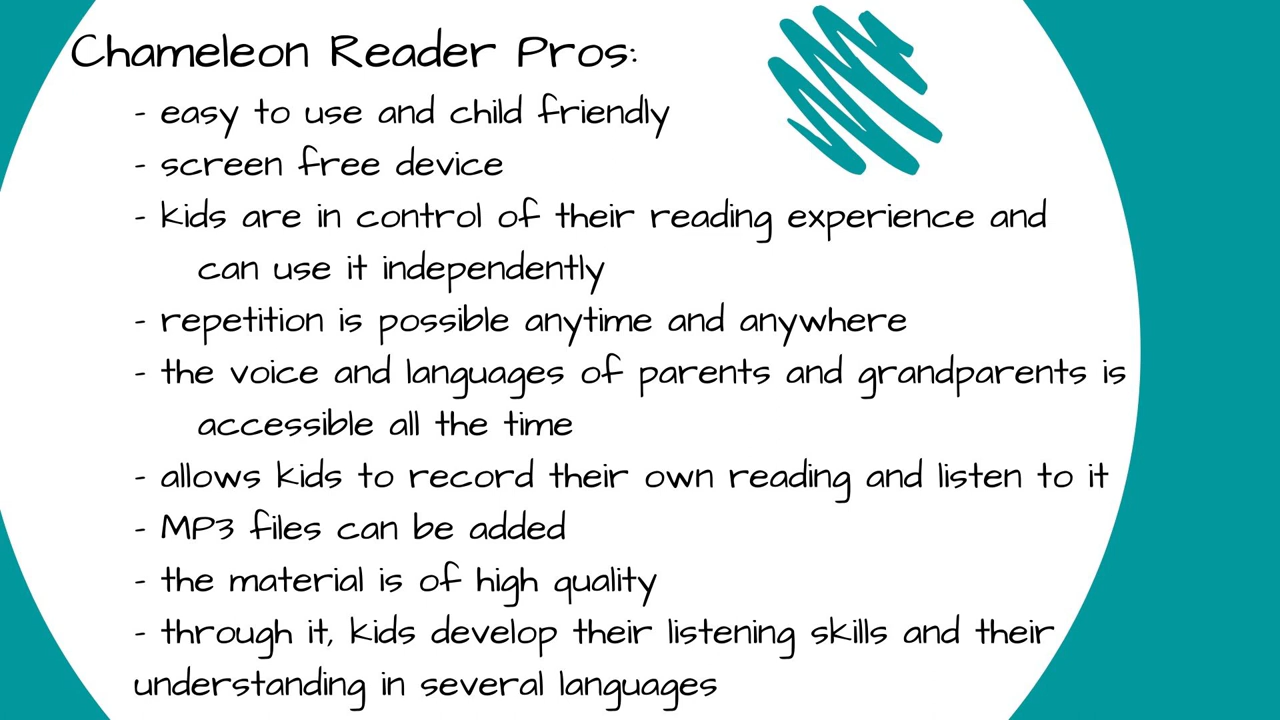 Chameleon Reader Pros:
- easy to use and child friendly
- screen free device
- kids are in control of their reading experience and
can use it independently
- repetition is possible anytime and anywhere
- the voice and languages of parents and grandparents is
accessible all the time
- allows kids to record their own reading and listen to it
- MP3 files can be added
- the material is of high quality
- through it, kids develop their listening skills and their
understanding in several languages